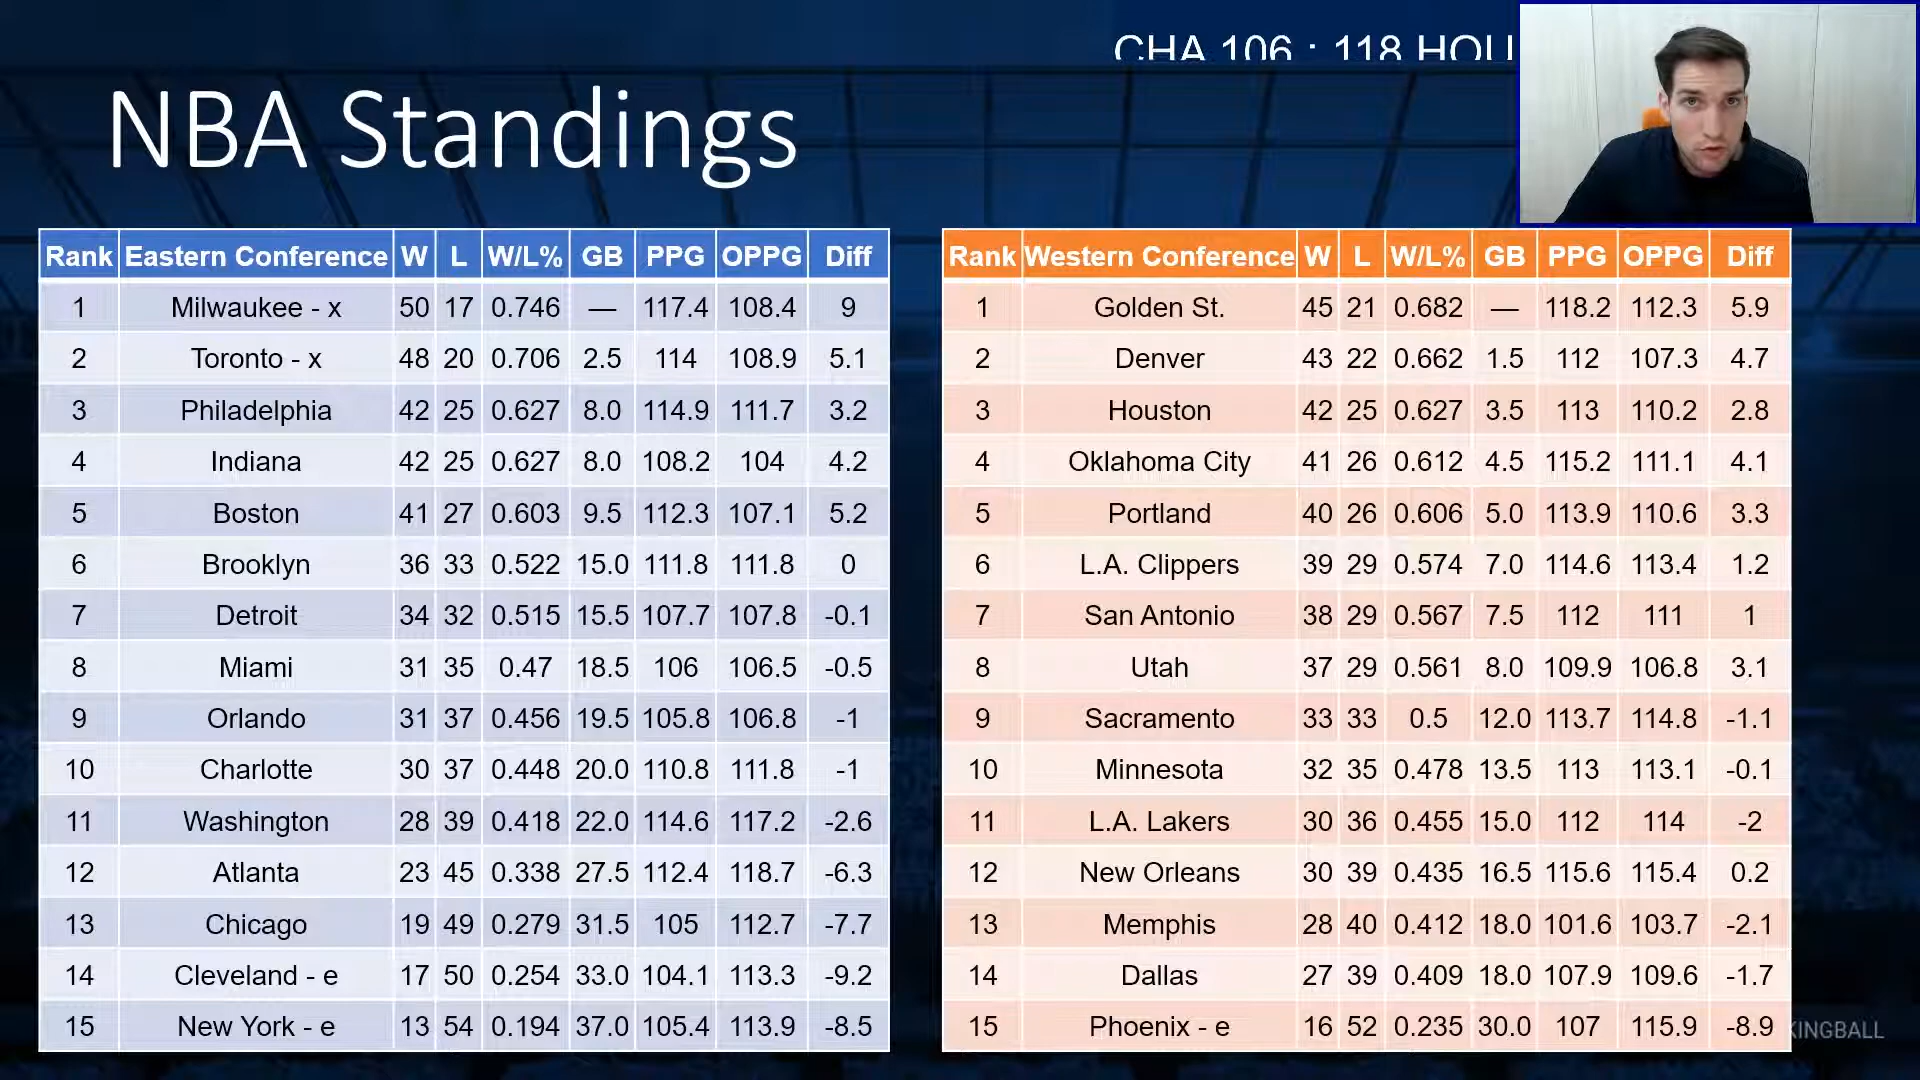 CHA 106 : 118 HOU
NBA Standings
Rank Eastern Conference W L W/L% GB PPG OPPG Diff
1 Milwaukee - x 50 17 0.746 — 117.4 108.4 9
2 Toronto - x 48 20 0.706 2.5 114 108.9 5.1
3 Philadelphia 42 25 0.627 8.0 114.9 111.7 3.2
4 Indiana 42 25 0.627 8.0 108.2 104 4.2
5 Boston 41 27 0.603 9.5 112.3 107.1 5.2
6 Brooklyn 36 33 0.522 15.0 111.8 111.8 0
7 Detroit 34 32 0.515 15.5 107.7 107.8 -0.1
8 Miami 31 35 0.47 18.5 106 106.5 -0.5
9 Orlando 31 37 0.456 19.5 105.8 106.8 -1
10 Charlotte 30 37 0.448 20.0 110.8 111.8 -1
11 Washington 28 39 0.418 22.0 114.6 117.2 -2.6
12 Atlanta 23 45 0.338 27.5 112.4 118.7 -6.3
13 Chicago 19 49 0.279 31.5 105 112.7 -7.7
14 Cleveland - e 17 50 0.254 33.0 104.1 113.3 -9.2
15 New York - e 13 54 0.194 37.0 105.4 113.9 -8.5
Rank Western Conference W L W/L% GB PPG OPPG Diff
1 Golden St. 45 21 0.682 — 118.2 112.3 5.9
2 Denver 43 22 0.662 1.5 112 107.3 4.7
3 Houston 42 25 0.627 3.5 113 110.2 2.8
4 Oklahoma City 41 26 0.612 4.5 115.2 111.1 4.1
5 Portland 40 26 0.606 5.0 113.9 110.6 3.3
6 L.A. Clippers 39 29 0.574 7.0 114.6 113.4 1.2
7 San Antonio 38 29 0.567 7.5 112 111 1
8 Utah 37 29 0.561 8.0 109.9 106.8 3.1
9 Sacramento 33 33 0.5 12.0 113.7 114.8 -1.1
10 Minnesota 32 35 0.478 13.5 113 113.1 -0.1
11 L.A. Lakers 30 36 0.455 15.0 112 114 -2
12 New Orleans 30 39 0.435 16.5 115.6 115.4 0.2
13 Memphis 28 40 0.412 18.0 101.6 103.7 -2.1
14 Dallas 27 39 0.409 18.0 107.9 109.6 -1.7
15 Phoenix - e 16 52 0.235 30.0 107 115.9 -8.9
KINGBALL